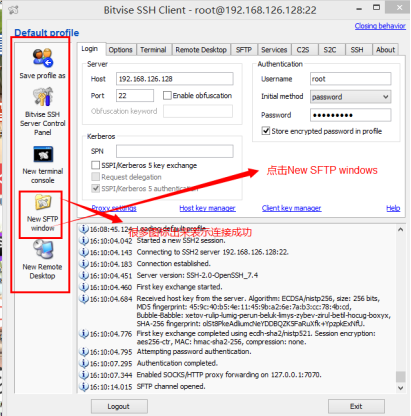 Bitvise SSH Client - root@192.168.126.128:22
Default profile
Closing behavior
Save profile as
Bitvise SSH
Server Control
Panel
New terminal
console
New SFTP
window
New Remote
Desktop
Login Options Terminal Remote Desktop SFTP Services C2S S2C SSH About
Server
Host 192.168.126.128
Port 22 Enable obfuscation
Obfuscation keyword
Kerberos
SPN
SSPI/Kerberos 5 key exchange
Request delegation
SSPI/Kerberos 5 authentication
Authentication
Username root
Initial method password
Password
Store encrypted password in profile
点击New SFTP windows
Proxy settings Host key manager Client key manager Help
很多图标出来表示连接成功
16:08:45.124 Loading default profile.
16:10:04.042 Started a new SSH2 session.
16:10:04.143 Connecting to SSH2 server 192.168.126.128:22.
16:10:04.183 Connection established.
16:10:04.451 Server version: SSH-2.0-OpenSSH_7.4
16:10:04.460 First key exchange started.
16:10:04.684 Received host key from the server. Algorithm: ECDSA/nistp256, size: 256 bits,
MD5 fingerprint: 45:9c:40:b5:4e:11:45:9b:a2:6e:7a:b3:cc:78:4b:cd,
Bubble-Babble:
SHA-256 fingerprint:
16:10:04.776 First key exchange completed using ecdh-sha2/nistp521. Session encryption:
aes256-ctr, MAC: hmac-sha2-256, compression: none.
16:10:04.795 Attempting password authentication.
16:10:07.295 Authentication completed.
16:10:07.344 Enabled SOCKS/HTTP proxy forwarding on 127.0.0.1:7070.
16:10:14.015 SFTP channel opened.
Logout Exit